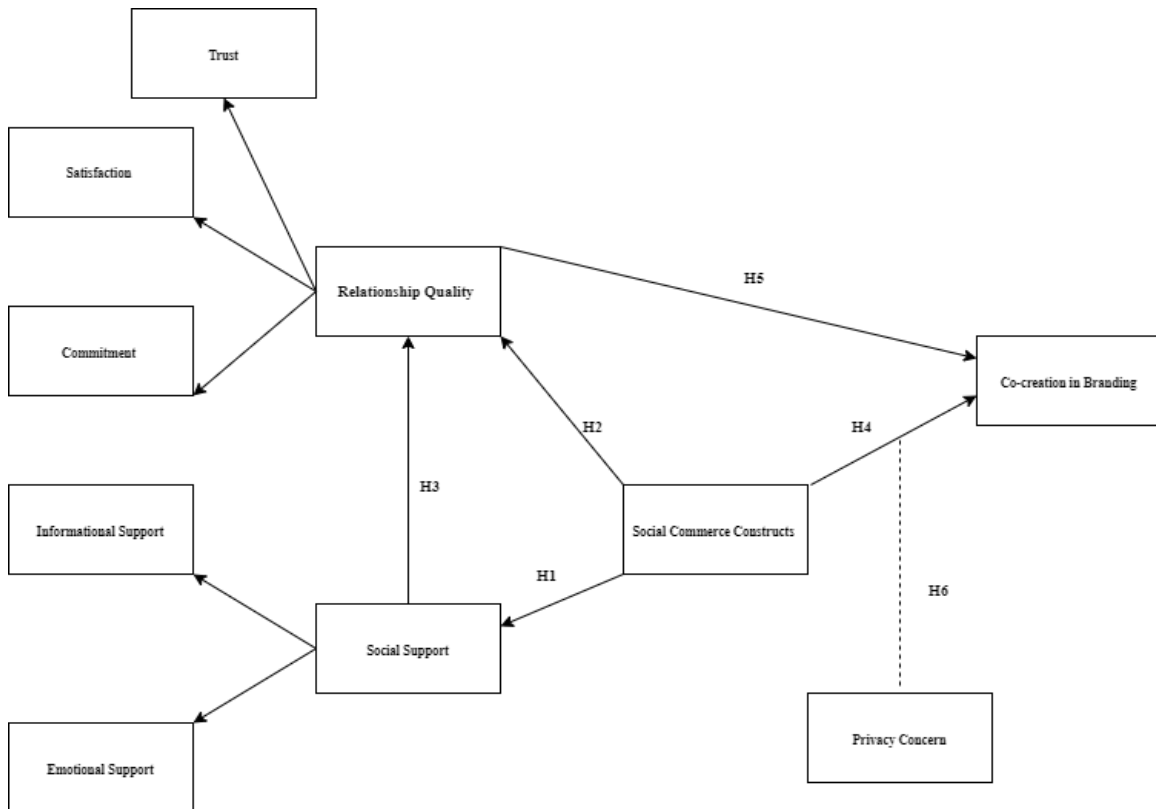 Trust
Satisfaction
Relationship Quality
H5
Commitment
Co-creation in Branding
H2
H4
H3
Informational Support
Social Commerce Constructs
H1
H6
Social Support
Privacy Concern
Emotional Support